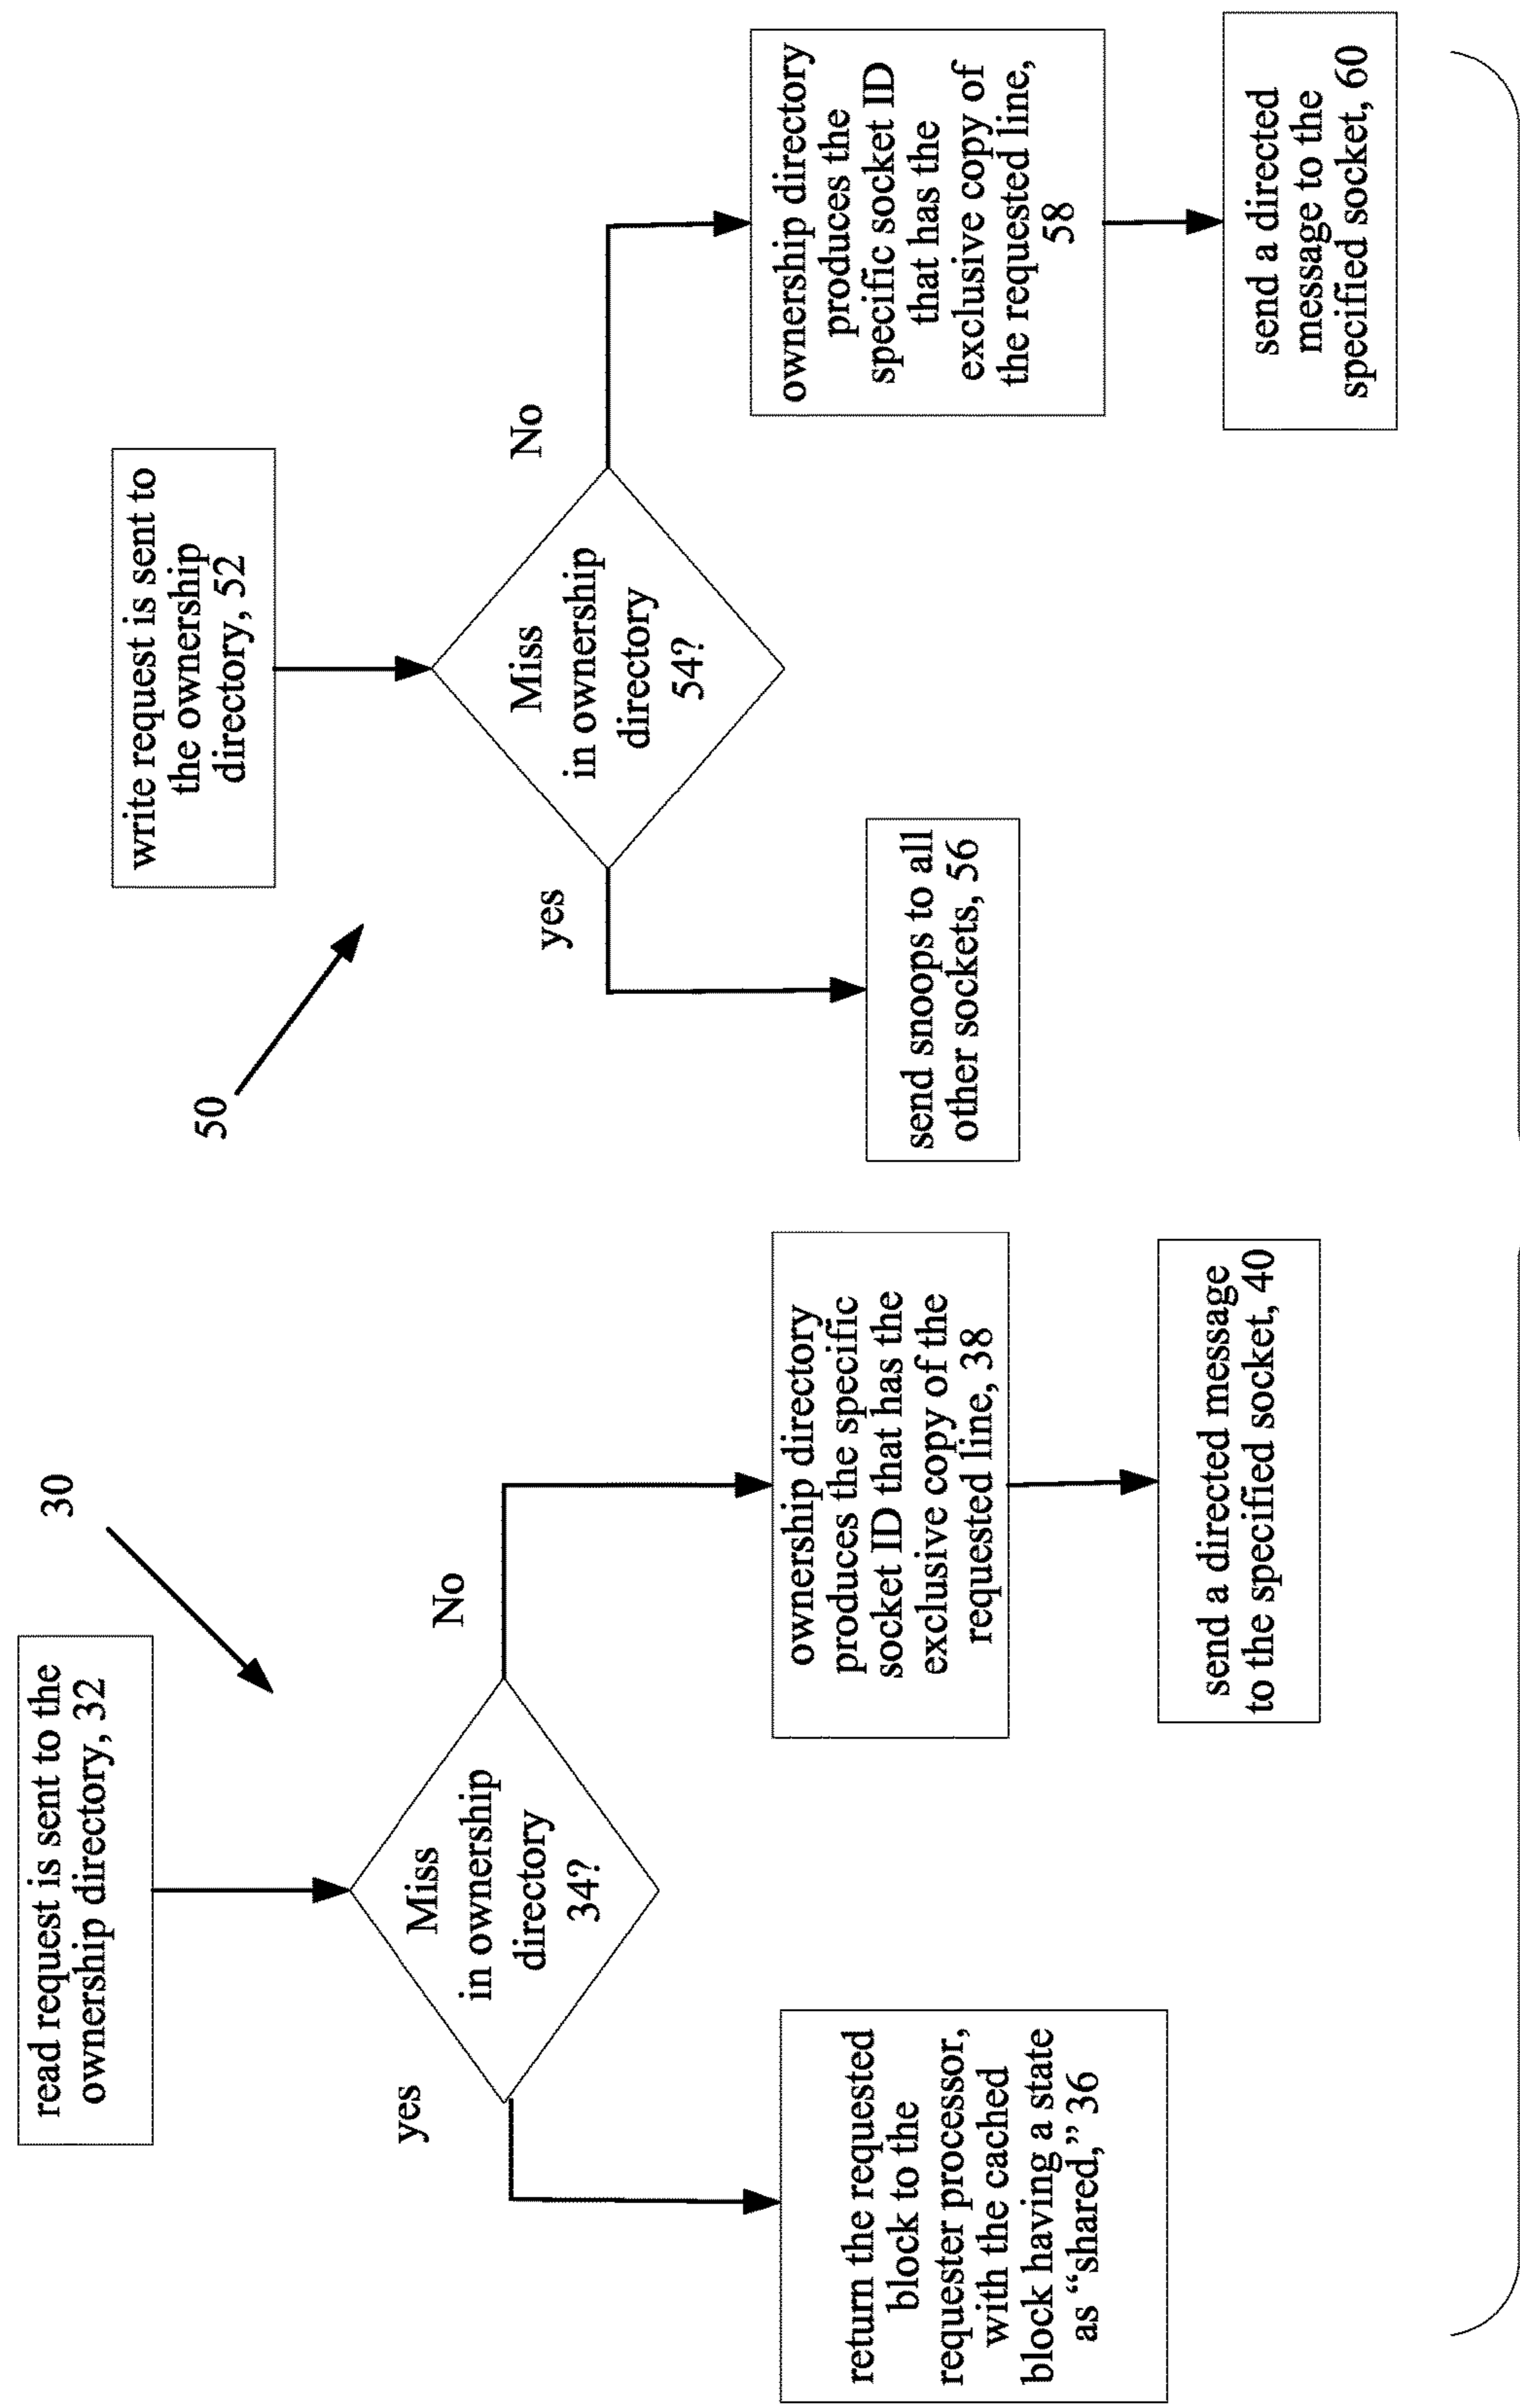 30
read request is sent to the
ownership directory, 32
Miss
in ownership
directory
34?
yes
No
return the requested
block to the
requester processor,
with the cached
block having a state
as “shared,” 36
ownership directory
produces the specific
socket ID that has the
exclusive copy of the
requested line, 38
send a directed message
to the specified socket, 40
50
write request is sent to
the ownership
directory, 52
Miss
in ownership
directory
54?
yes
No
send snoops to all
other sockets, 56
ownership directory
produces the
specific socket ID
that has the
exclusive copy of
the requested line,
58
send a directed
message to the
specified socket, 60